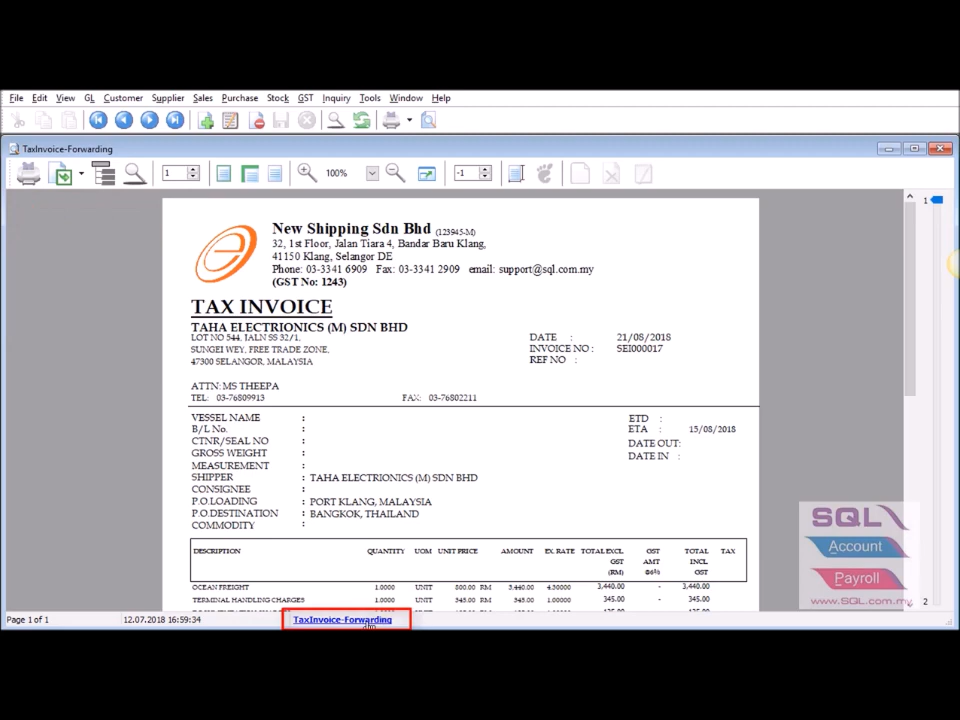 File Edit View GL Customer Supplier Sales Purchase Stock GST Inquiry Tools Window Help
TaxInvoice-Forwarding
1 100% -1
1
New Shipping Sdn Bhd (123945-M)
32, 1st Floor, Jalan Tiara 4, Bandar Baru Klang,
41150 Klang, Selangor DE
Phone: 03-3341 6909 Fax: 03-3341 2909 email: support@sql.com.my
(GST No: 1243)
TAX INVOICE
TAHA ELECTRIONICS (M) SDN BHD
LOT NO 544, JALN SS 32/1,
SUNGEI WEY, FREE TRADE ZONE,
47300 SELANGOR, MALAYSIA
DATE : 21/08/2018
INVOICE NO : SEI000017
REF NO :
ATTN: MS THEEPA
TEL: 03-76809913 FAX: 03-76802211
VESSEL NAME :
B/L No. :
CTNR/SEAL NO :
GROSS WEIGHT :
MEASUREMENT :
SHIPPER : TAHA ELECTRIONICS (M) SDN BHD
CONSIGNEE :
P.O.LOADING : PORT KLANG, MALAYSIA
P.O.DESTINATION : BANGKOK, THAILAND
COMMODITY :
ETD :
ETA : 15/08/2018
DATE OUT:
DATE IN :
DESCRIPTION QUANTITY UOM UNIT PRICE AMOUNT EX. RATE TOTAL EXCL GST TOTAL TAX
GST AMT INCL
(RM) @6% GST
OCEAN FREIGHT 1.0000 UNIT 800.00 RM 3,440.00 4.30000 3,440.00 - 3,440.00
TERMINAL HANDLING CHARGES 1.0000 UNIT 345.00 RM 345.00 1.00000 345.00 - 345.00
SQL
Account
Payroll
www.SQL.com.my
2
Page 1 of 1 12.07.2018 16:59:34 TaxInvoice-Forwarding